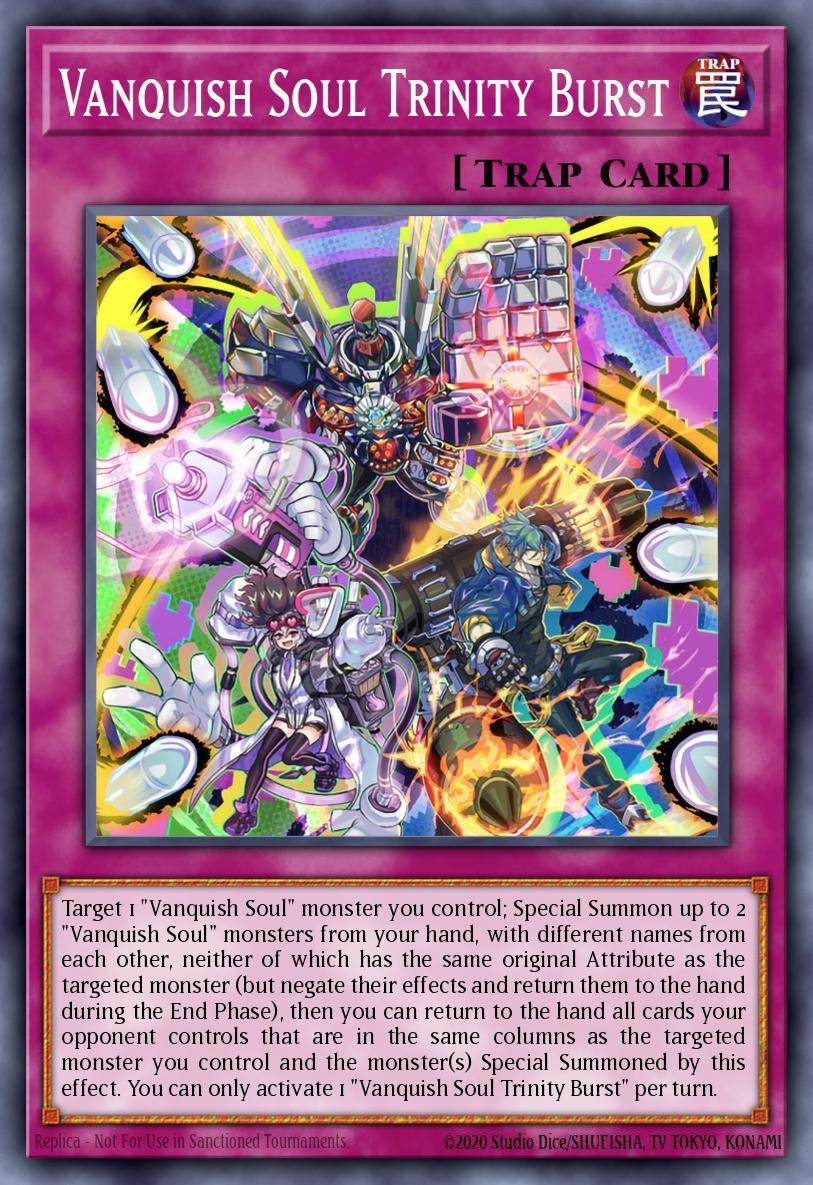 VANQUISH SOUL TRINITY BURST
TRAP
罠
[TRAP CARD]
Target 1 "Vanquish Soul" monster you control; Special Summon up to 2
"Vanquish Soul" monsters from your hand, with different names from
each other, neither of which has the same original Attribute as the
targeted monster (but negate their effects and return them to the hand
during the End Phase), then you can return to the hand all cards your
opponent controls that are in the same columns as the targeted
monster you control and the monster(s) Special Summoned by this
effect. You can only activate 1 "Vanquish Soul Trinity Burst" per turn.
Replica - Not For Use in Sanctioned Tournaments.
©2020 Studio Dice/SHUEISHA, TV TOKYO, KONAMI